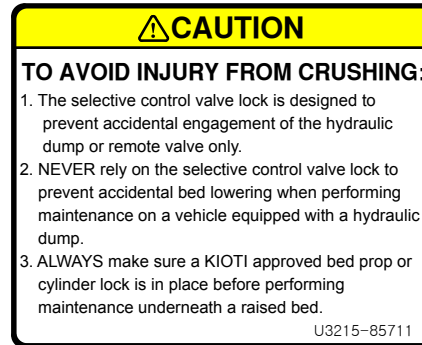 CAUTION
TO AVOID INJURY FROM CRUSHING:
1. The selective control valve lock is designed to
prevent accidental engagement of the hydraulic
dump or remote valve only.
2. NEVER rely on the selective control valve lock to
prevent accidental bed lowering when performing
maintenance on a vehicle equipped with a hydraulic
dump.
3. ALWAYS make sure a KIOTI approved bed prop or
cylinder lock is in place before performing
maintenance underneath a raised bed.
U3215-85711